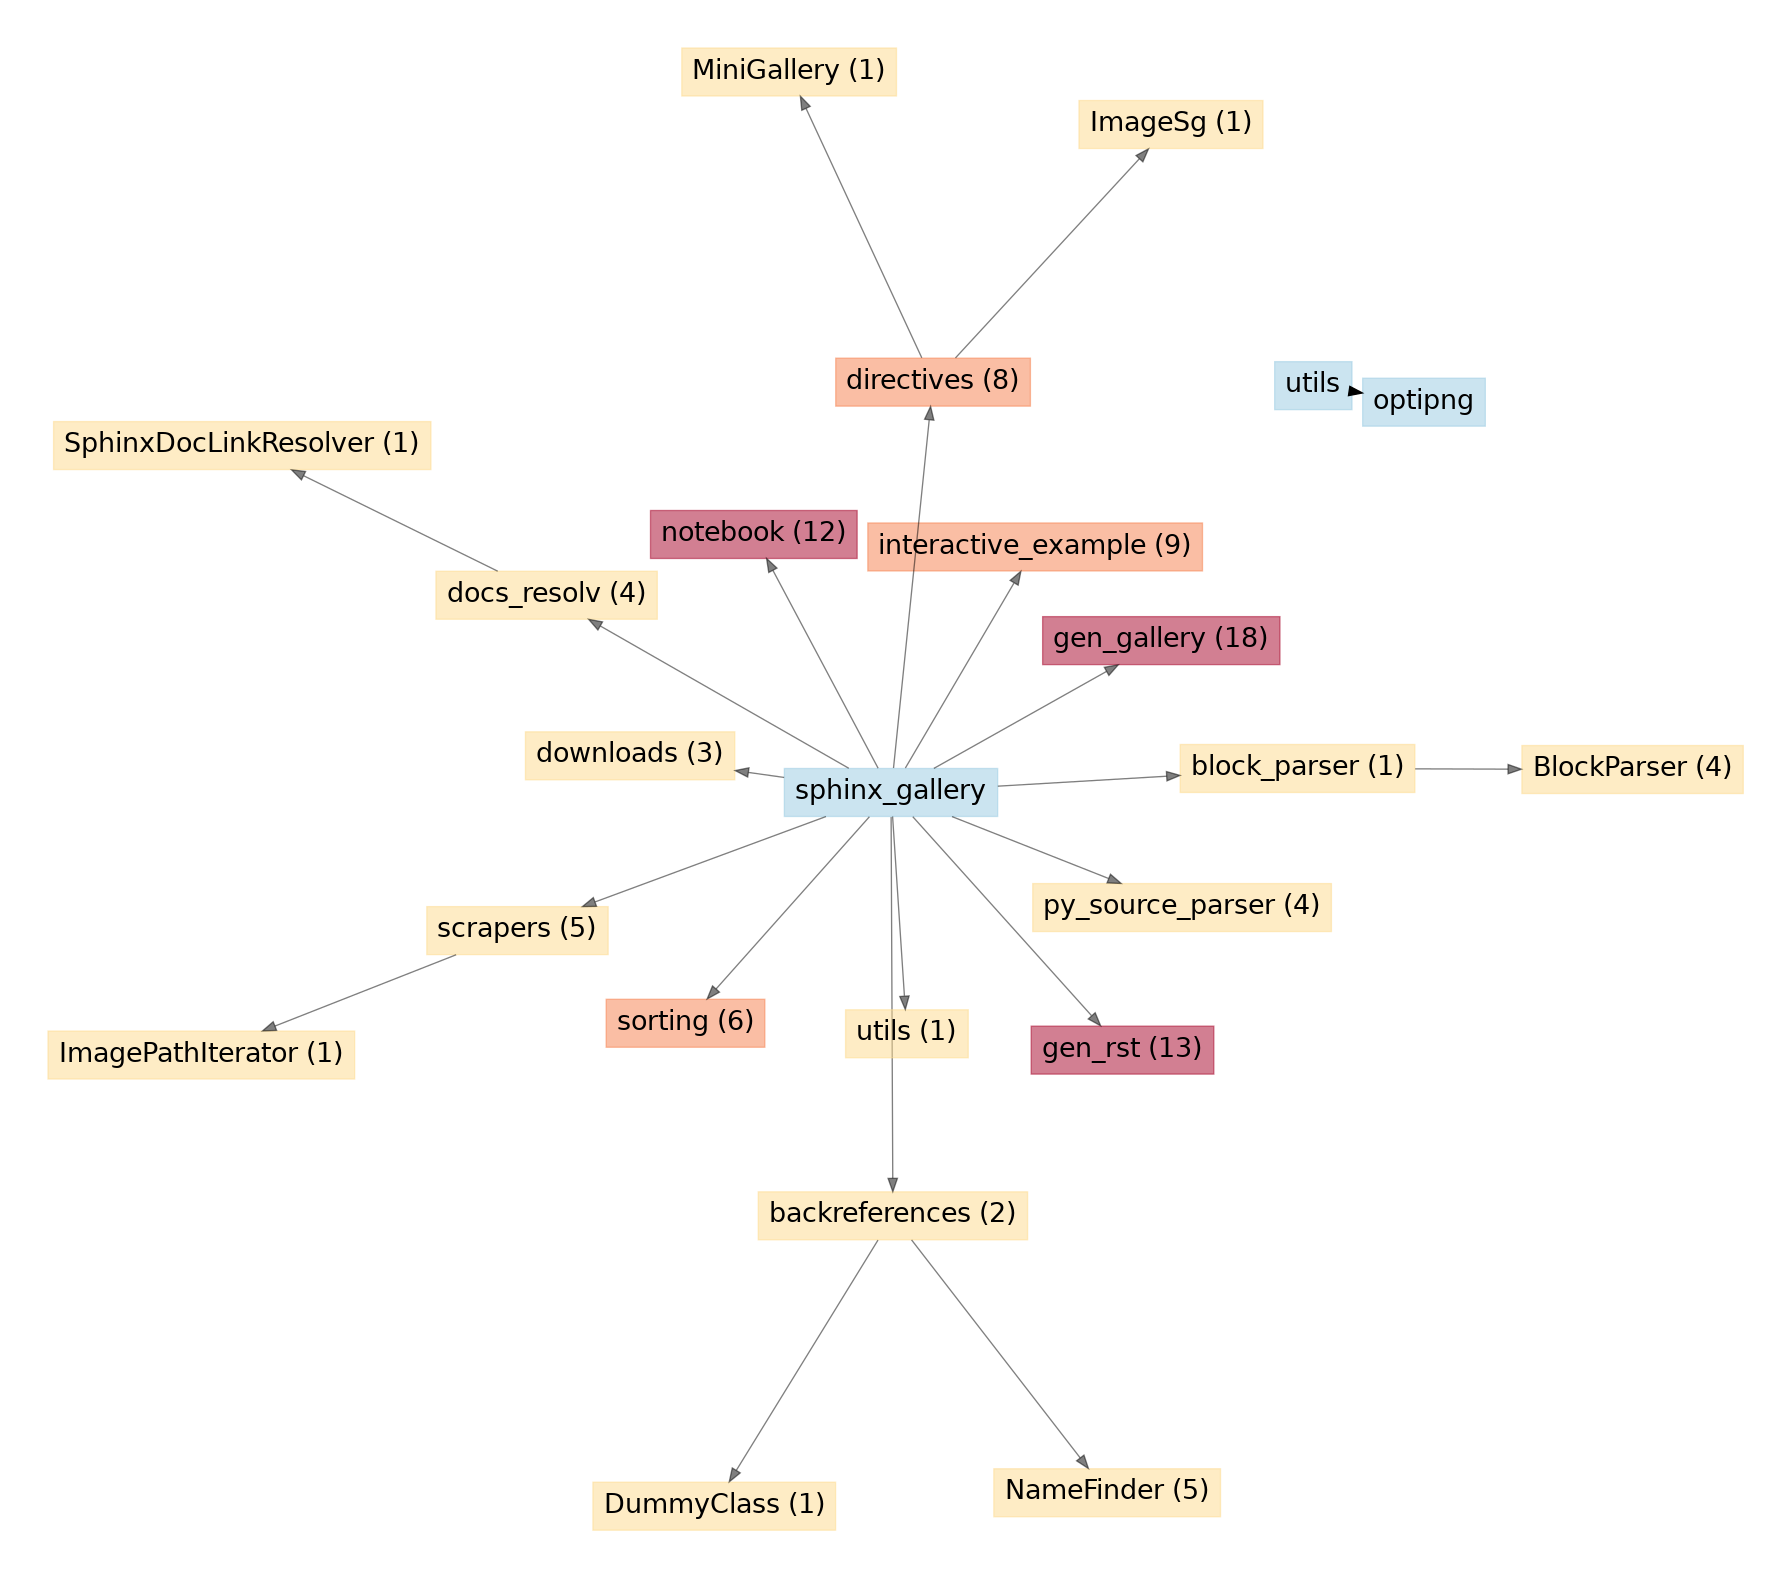 MiniGallery (1)
ImageSg (1)
directives (8)
utils
optipng
SphinxDocLinkResolver (1)
notebook (12)
interactive_example (9)
docs_resolv (4)
gen_gallery (18)
downloads (3)
block_parser (1)
BlockParser (4)
sphinx_gallery
py_source_parser (4)
scrapers (5)
sorting (6)
utils (1)
gen_rst (13)
ImagePathIterator (1)
backreferences (2)
NameFinder (5)
DummyClass (1)